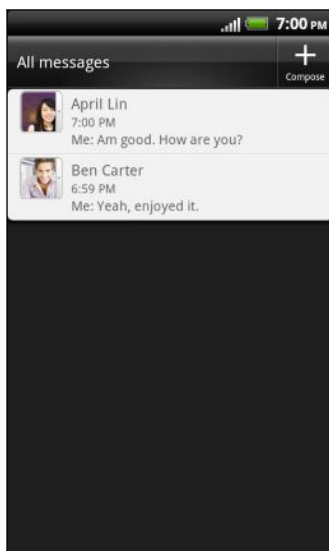 7:00 PM
All messages
Compose
April Lin
7:00 PM
Me: Am good. How are you?
Ben Carter
6:59 PM
Me: Yeah, enjoyed it.